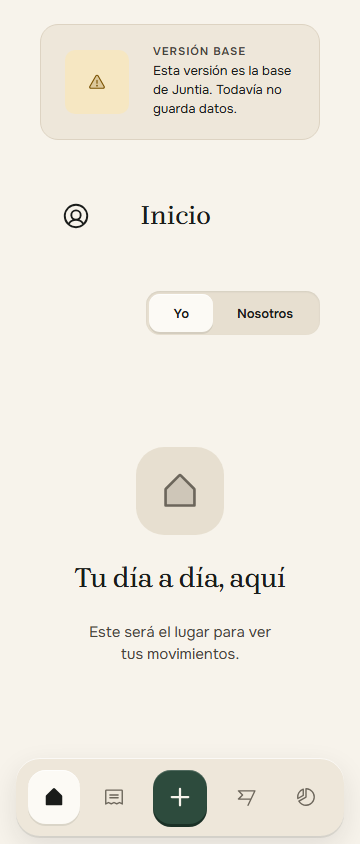 VERSIÓN BASE
Esta versión es la base
de Juntia. Todavía no
guarda datos.
Inicio
Yo
Nosotros
Tu día a día, aquí
Este será el lugar para ver
tus movimientos.